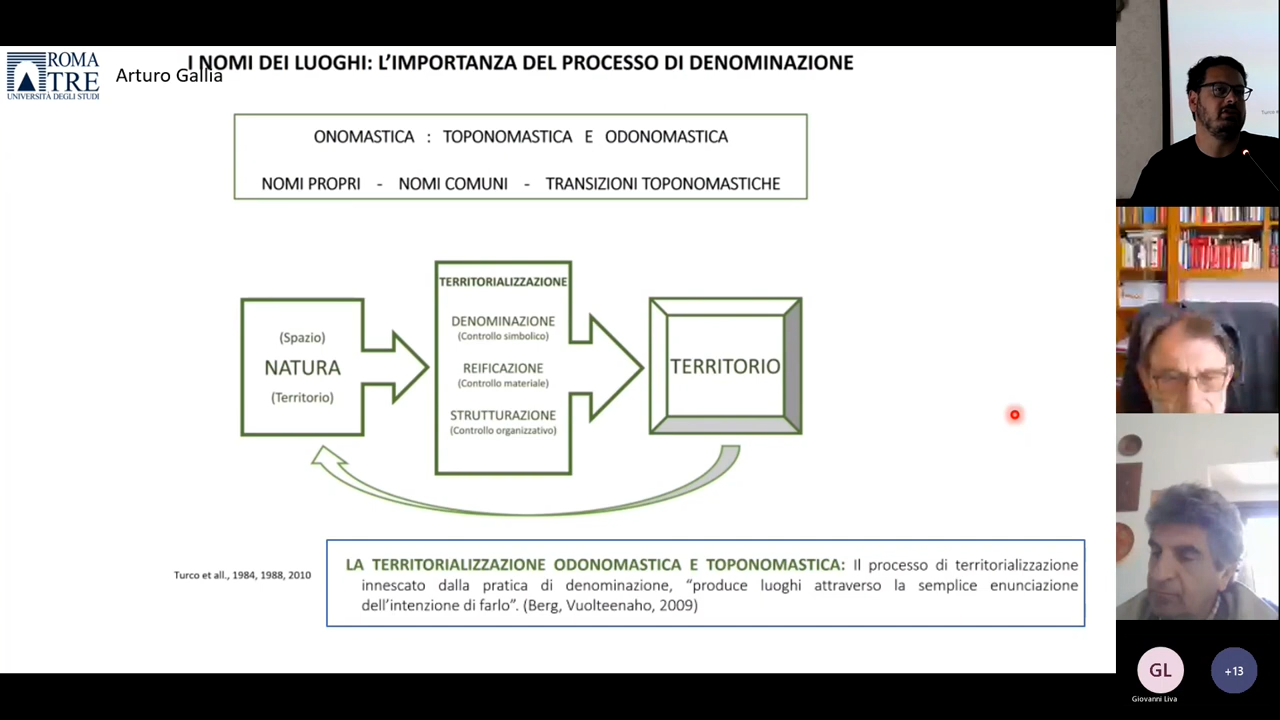 ROMA
TRE
UNIVERSITÀ DEGLI STUDI
Arturo Gallia
I NOMI DEI LUOGHI: L’IMPORTANZA DEL PROCESSO DI DENOMINAZIONE
ONOMASTICA : TOPONOMASTICA E ODONOMASTICA
NOMI PROPRI - NOMI COMUNI - TRANSIZIONI TOPONOMASTICHE
(Spazio)
NATURA
(Territorio)
TERRITORIALIZZAZIONE
DENOMINAZIONE
(Controllo simbolico)
REIFICAZIONE
(Controllo materiale)
STRUTTURAZIONE
(Controllo organizzativo)
TERRITORIO
Turco et all., 1984, 1988, 2010
LA TERRITORIALIZZAZIONE ODONOMASTICA E TOPONOMASTICA: Il processo di territorializzazione
innescato dalla pratica di denominazione, “produce luoghi attraverso la semplice enunciazione
dell’intenzione di farlo”. (Berg, Vuolteenaho, 2009)
GL
Giovanni Liva
+13